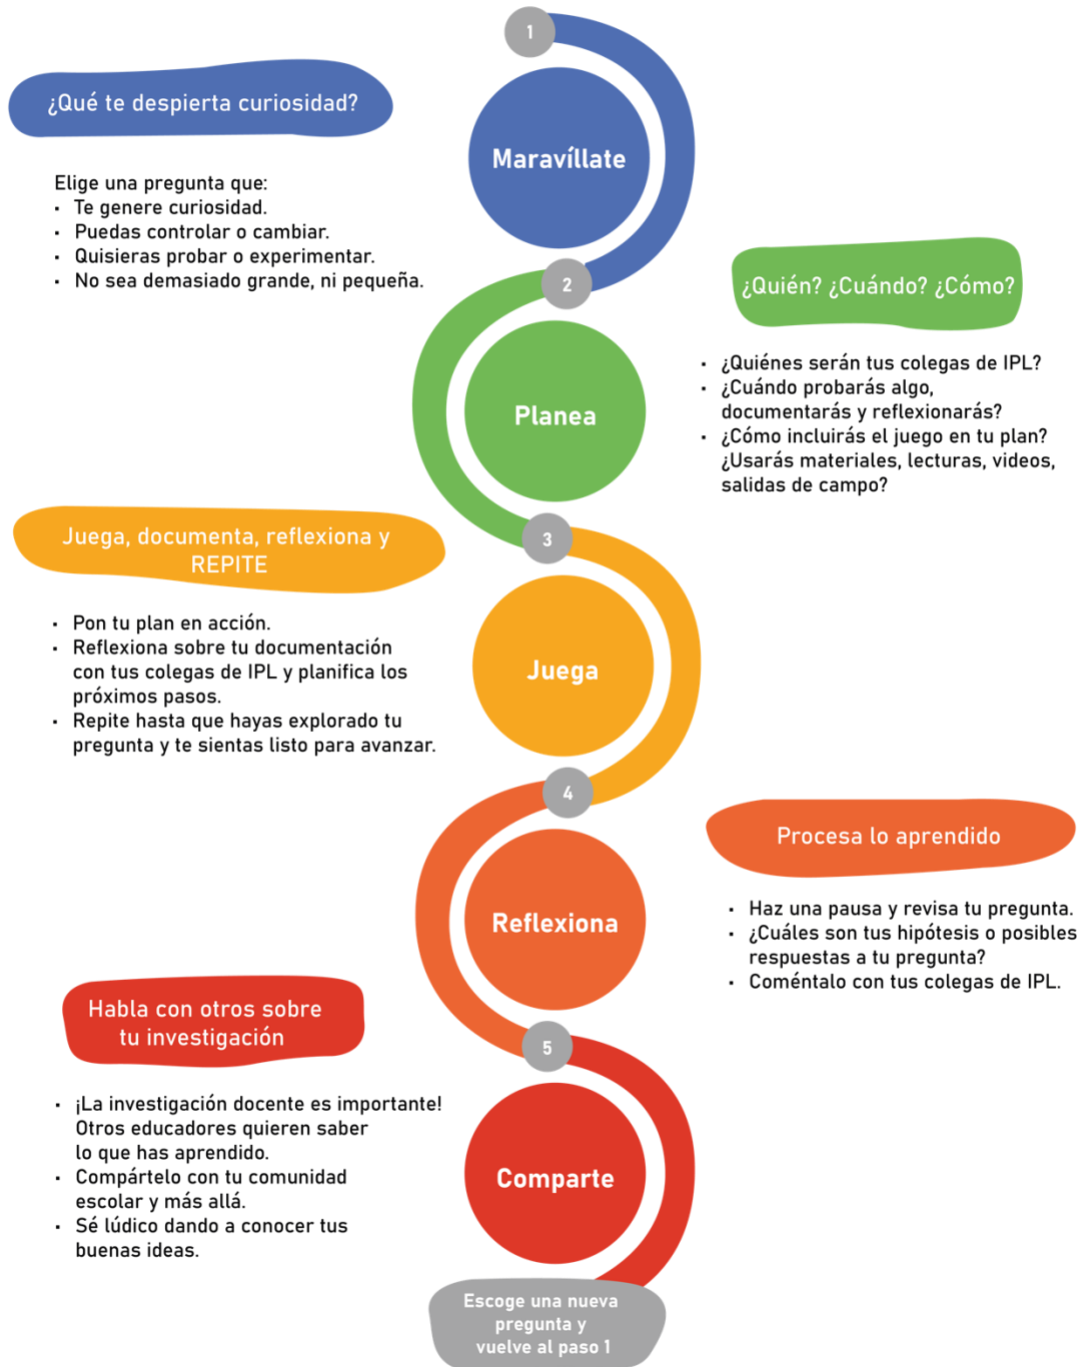 1
Maravíllate
¿Qué te despierta curiosidad?
Elige una pregunta que:
• Te genere curiosidad.
• Puedas controlar o cambiar.
• Quisieras probar o experimentar.
• No sea demasiado grande, ni pequeña.
2
Planea
¿Quién? ¿Cuándo? ¿Cómo?
• ¿Quiénes serán tus colegas de IPL?
• ¿Cuándo probarás algo,
documentarás y reflexionarás?
• ¿Cómo incluirás el juego en tu plan?
¿Usarás materiales, lecturas, videos,
salidas de campo?
3
Juega
Juega, documenta, reflexiona y
REPITE
• Pon tu plan en acción.
• Reflexiona sobre tu documentación
con tus colegas de IPL y planifica los
próximos pasos.
• Repite hasta que hayas explorado tu
pregunta y te sientas listo para avanzar.
4
Reflexiona
Procesa lo aprendido
• Haz una pausa y revisa tu pregunta.
• ¿Cuáles son tus hipótesis o posibles
respuestas a tu pregunta?
• Coméntalo con tus colegas de IPL.
5
Comparte
Habla con otros sobre
tu investigación
• ¡La investigación docente es importante!
Otros educadores quieren saber
lo que has aprendido.
• Compártelo con tu comunidad
escolar y más allá.
• Sé lúdico dando a conocer tus
buenas ideas.
Escoge una nueva
pregunta y
vuelve al paso 1